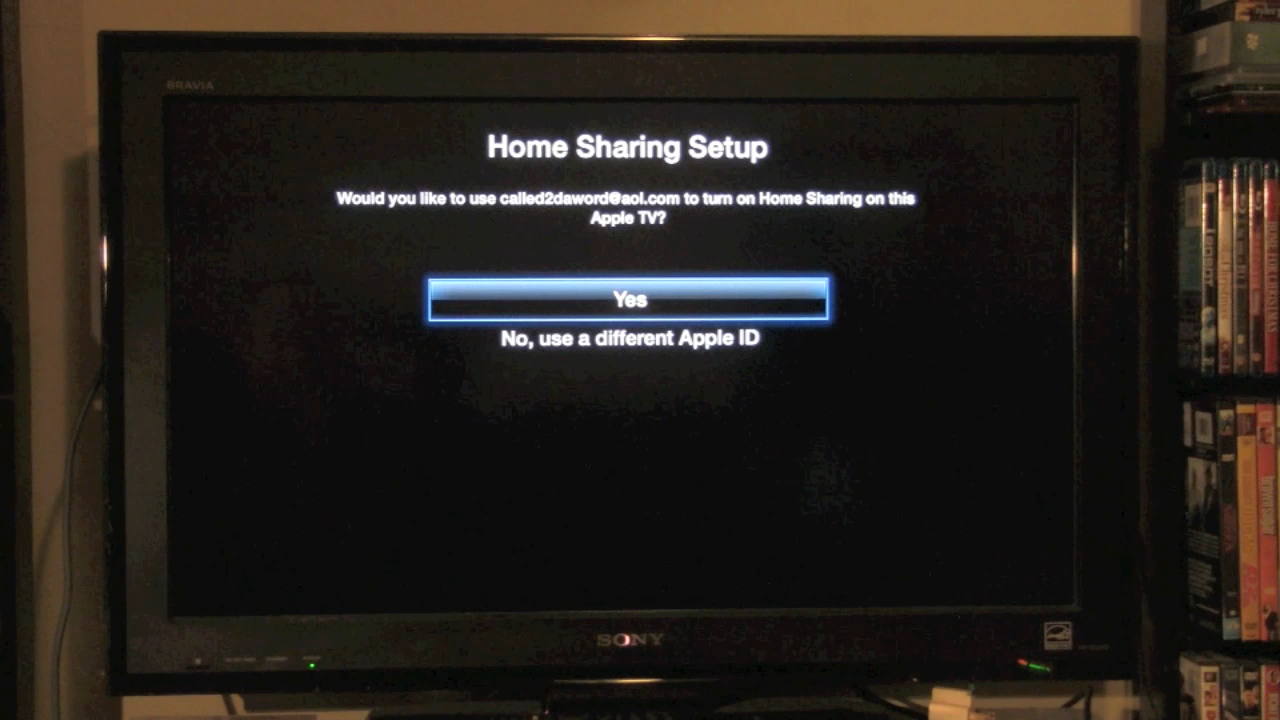 BRAVIA
Home Sharing Setup
Would you like to use called2daword@aol.com to turn on Home Sharing on this
Apple TV?
Yes
No, use a different Apple ID
SONY